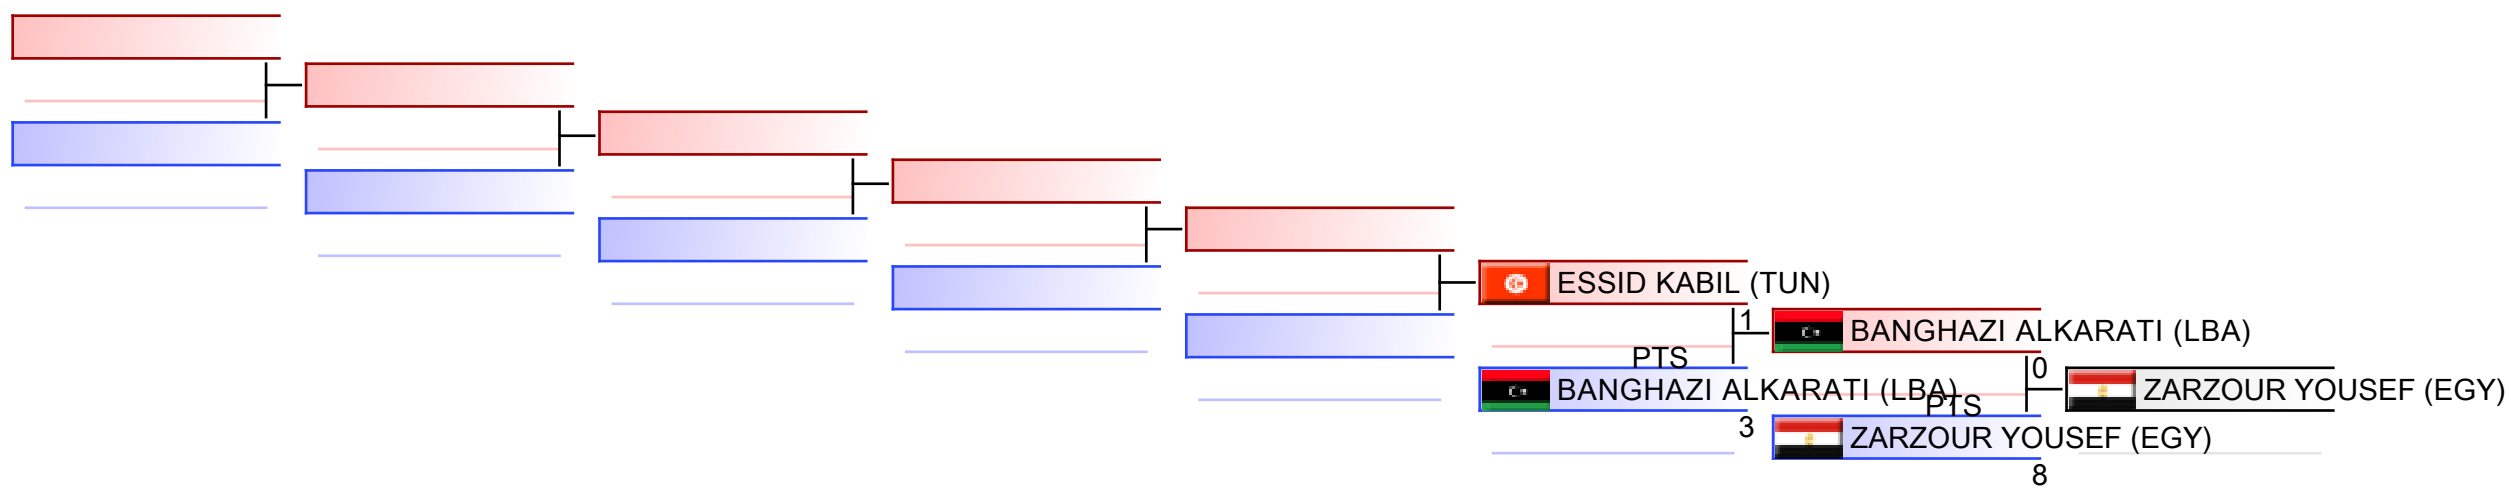 ESSID KABIL (TUN)
1
PTS
BANGHAZI ALKARATI (LBA)
3
BANGHAZI ALKARATI (LBA)
0
PTS
ZARZOUR YOUSEF (EGY)
8
ZARZOUR YOUSEF (EGY)